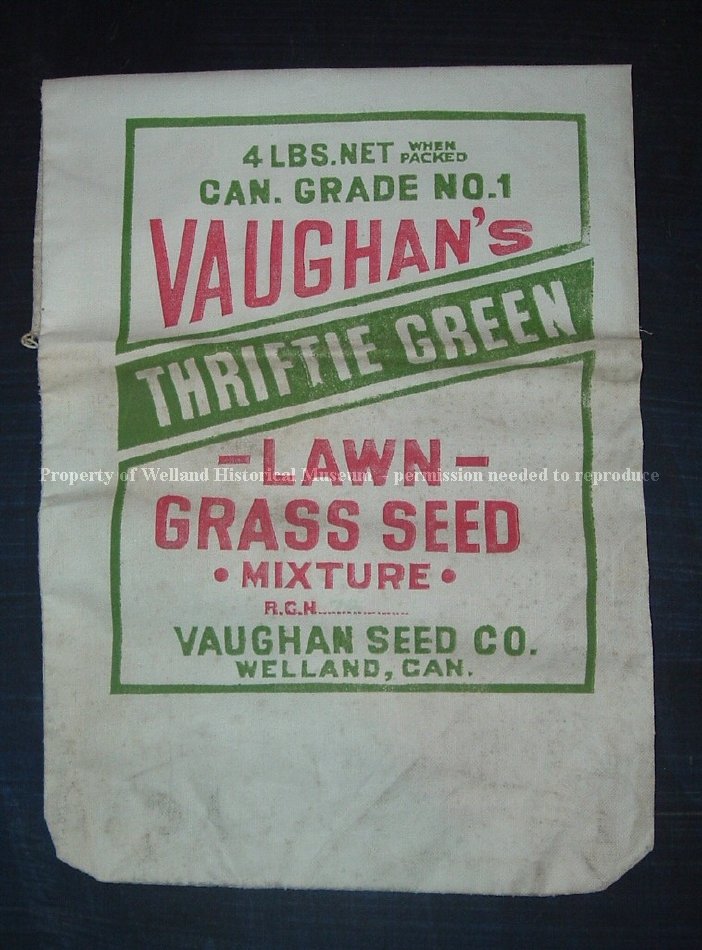 4 LBS.NET WHEN PACKED
CAN. GRADE NO.1
VAUGHAN'S
THRIFTIE GREEN
-LAWN-
Property of Welland Historical Museum - permission needed to reproduce
GRASS SEED
• MIXTURE •
R.G.N...............
VAUGHAN SEED CO.
WELLAND, CAN.